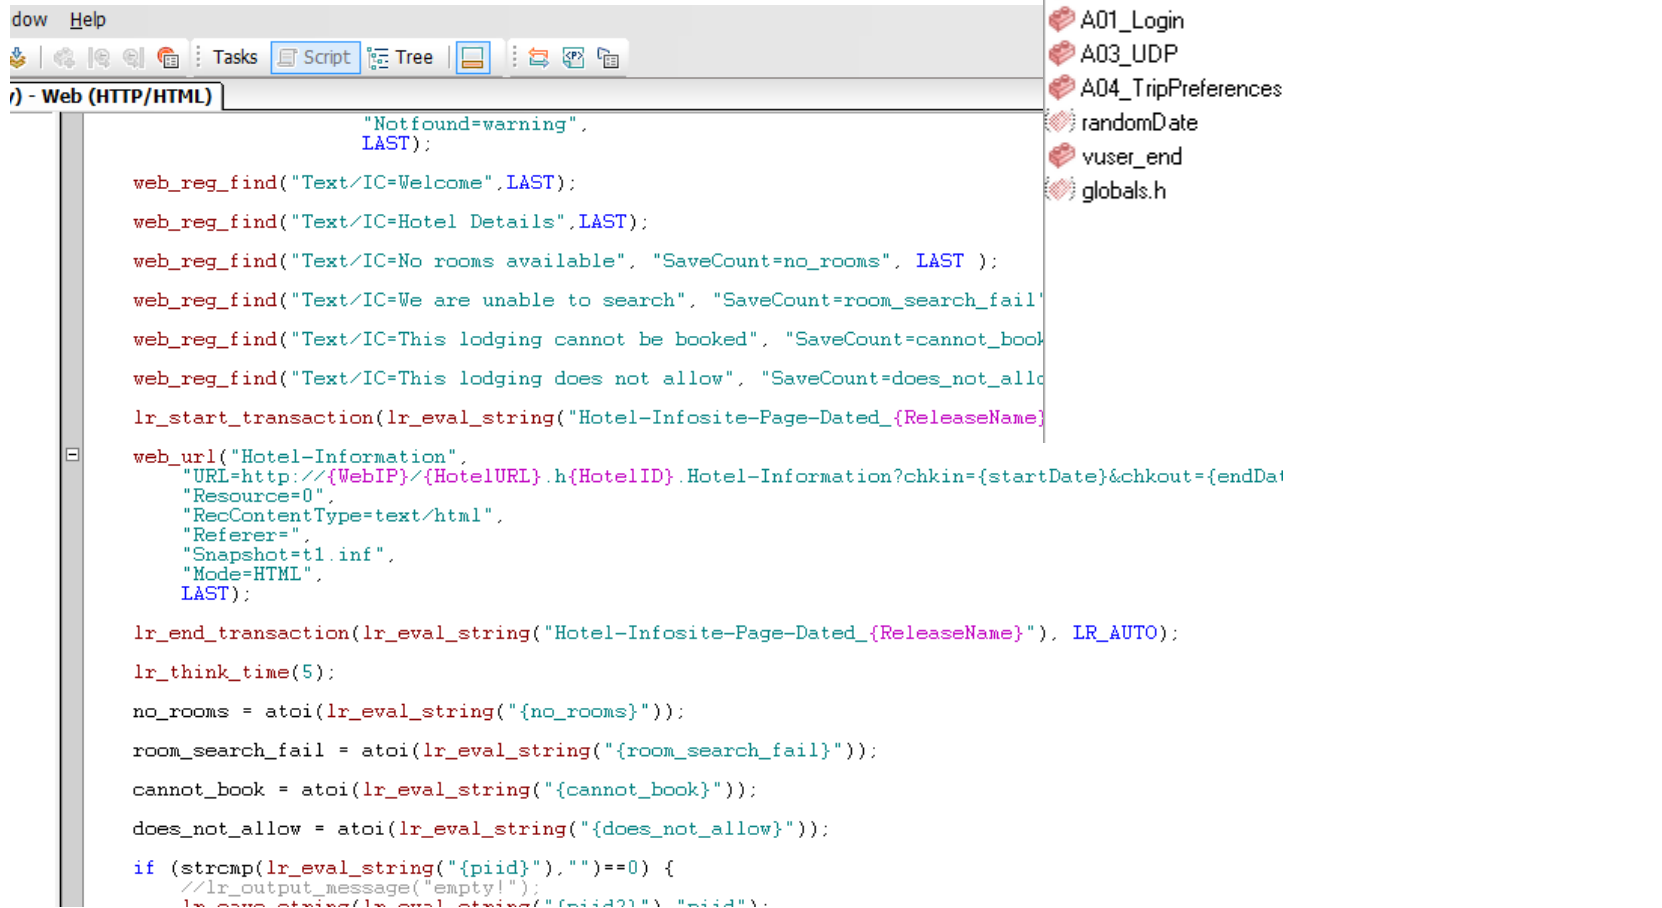 dow Help
Tasks Script Tree
) - Web (HTTP/HTML)
"Notfound=warning",
LAST);
web_reg_find("Text/IC=Welcome",LAST);
web_reg_find("Text/IC=Hotel Details",LAST);
web_reg_find("Text/IC=No rooms available", "SaveCount=no_rooms", LAST );
web_reg_find("Text/IC=We are unable to search", "SaveCount=room_search_fail"
web_reg_find("Text/IC=This lodging cannot be booked", "SaveCount=cannot_book
web_reg_find("Text/IC=This lodging does not allow", "SaveCount=does_not_allo
lr_start_transaction(lr_eval_string("Hotel-Infosite-Page-Dated_{ReleaseName}
web_url("Hotel-Information",
"URL=http://{WebIP}/{HotelURL}.h{HotelID}.Hotel-Information?chkin={startDate}&chkout={endDat
"Resource=0",
"RecContentType=text/html",
"Referer=",
"Snapshot=t1.inf",
"Mode=HTML",
LAST);
lr_end_transaction(lr_eval_string("Hotel-Infosite-Page-Dated_{ReleaseName}"), LR_AUTO);
lr_think_time(5);
no_rooms = atoi(lr_eval_string("{no_rooms}"));
room_search_fail = atoi(lr_eval_string("{room_search_fail}"));
cannot_book = atoi(lr_eval_string("{cannot_book}"));
does_not_allow = atoi(lr_eval_string("{does_not_allow}"));
if (strcmp(lr_eval_string("{piid}"),"")==0) {
//lr_output_message("empty!");
lr_save_string(lr_eval_string("{piid2}"),"piid");
A01_Login
A03_UDP
A04_TripPreferences
randomDate
vuser_end
globals.h